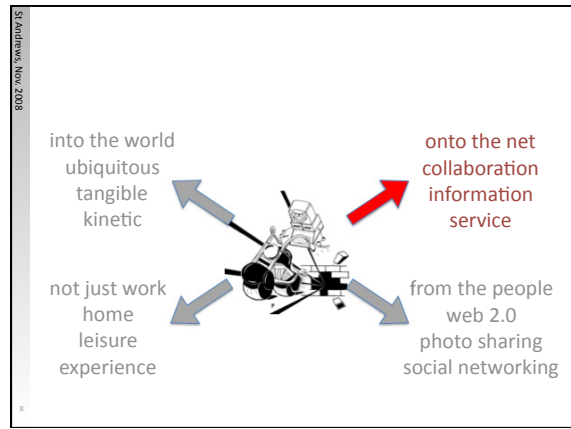 St Andrews, Nov. 2008
into the world
ubiquitous
tangible
kinetic
onto the net
collaboration
information
service
not just work
home
leisure
experience
from the people
web 2.0
photo sharing
social networking
8